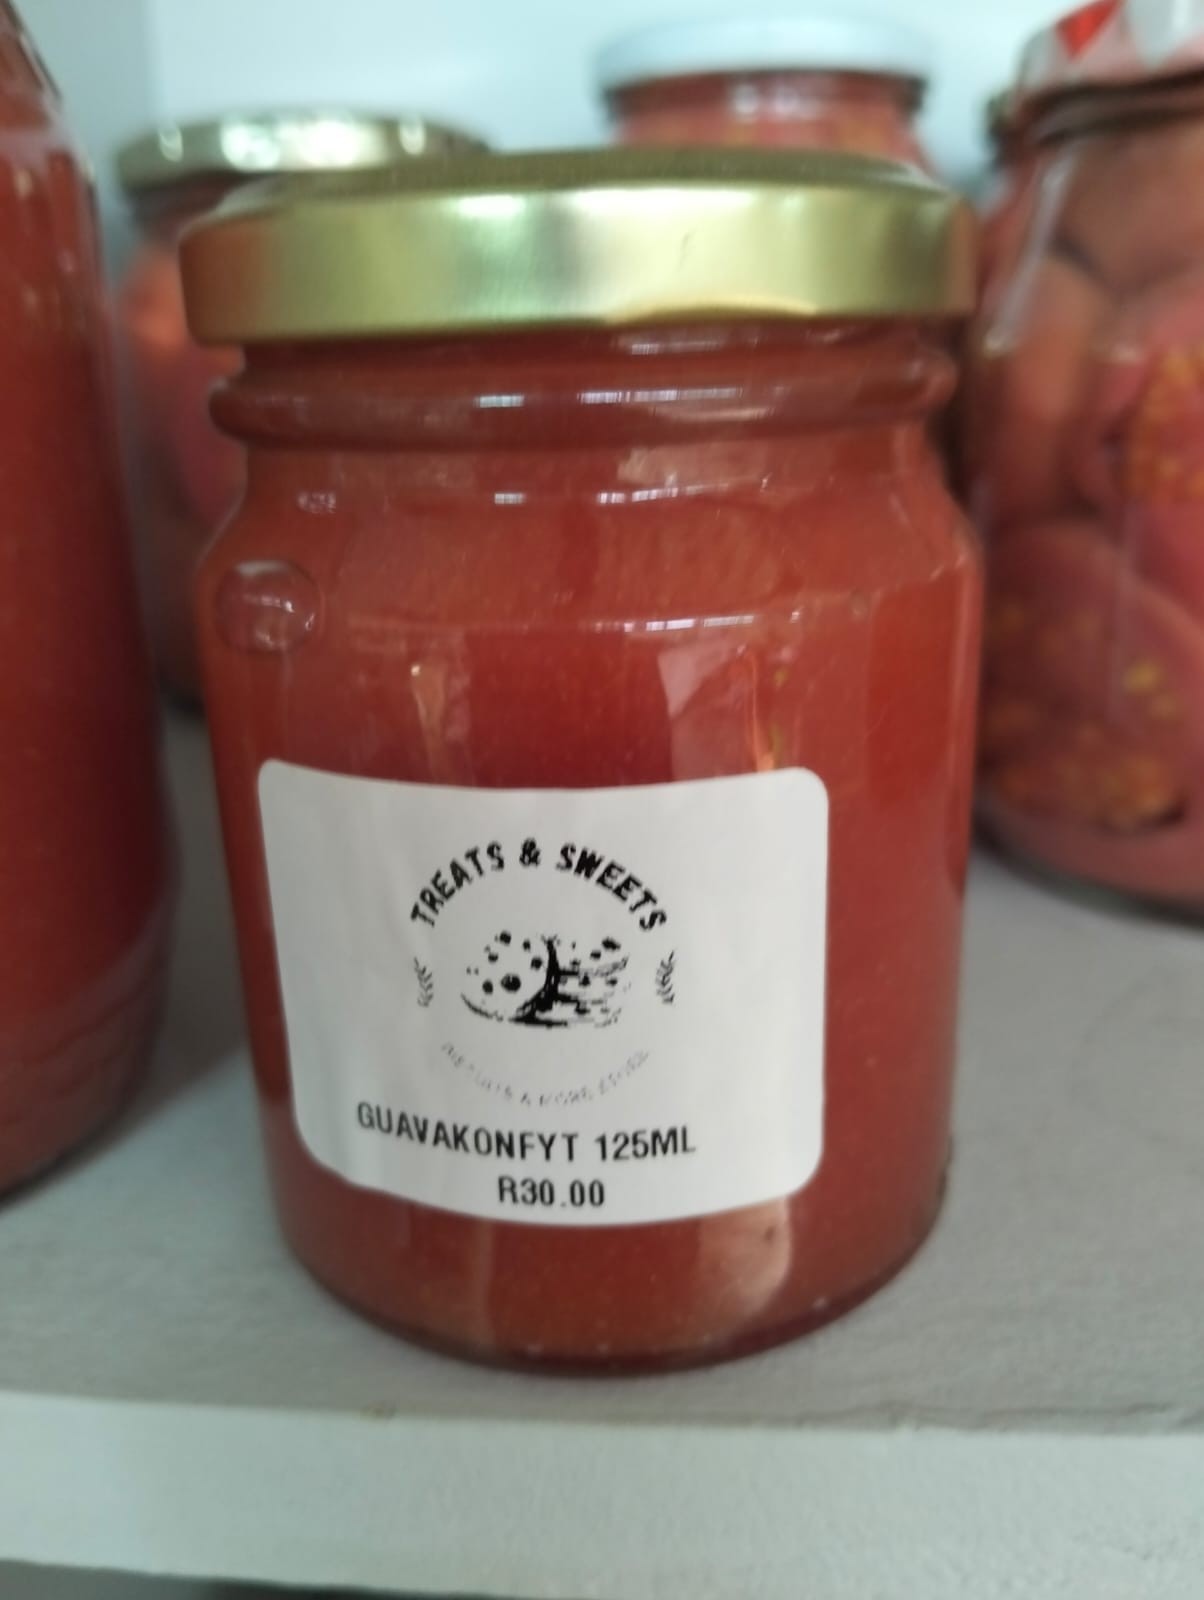 TREATS & SWEETS
GUAVAKONFYT 125ML
R30.00